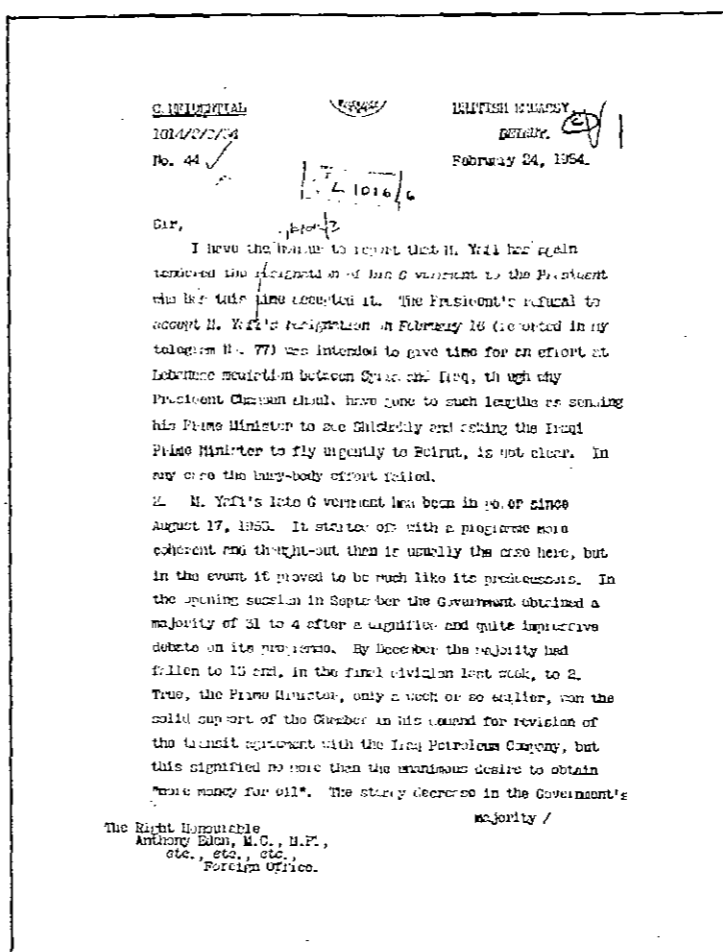 CONFIDENTIAL
BRITISH EMBASSY,
1014/2/2/54
BEIRUT.
No. 44
February 24, 1954.
L 1016/6
Sir,
I have the honour to report that M. Yafi has again
tendered the resignation of his Government to the President
who has this time accepted it. The President's refusal to
accept M. Yafi's resignation on February 16 (reported in my
telegram No. 77) was intended to give time for an effort at
Lebanese mediation between Syria and Iraq, though why
President Chamoun should have gone to such lengths as sending
his Prime Minister to see Shishakly and asking the Iraqi
Prime Minister to fly urgently to Beirut, is not clear. In
any case the busy-body effort failed.
2. M. Yafi's late Government has been in power since
August 17, 1953. It started off with a programme more
coherent and thought-out than is usually the case here, but
in the event it proved to be much like its predecessors. In
the opening session in September the Government obtained a
majority of 31 to 4 after a dignified and quite impressive
debate on its programme. By December the majority had
fallen to 13 and, in the final division last week, to 2.
True, the Prime Minister, only a week or so earlier, won the
solid support of the Chamber in his demand for revision of
the transit agreement with the Iraq Petroleum Company, but
this signified no more than the unanimous desire to obtain
"more money for oil". The steady decrease in the Government's
majority /
The Right Honourable
Anthony Eden, M.C., M.P.,
etc., etc., etc.,
Foreign Office.